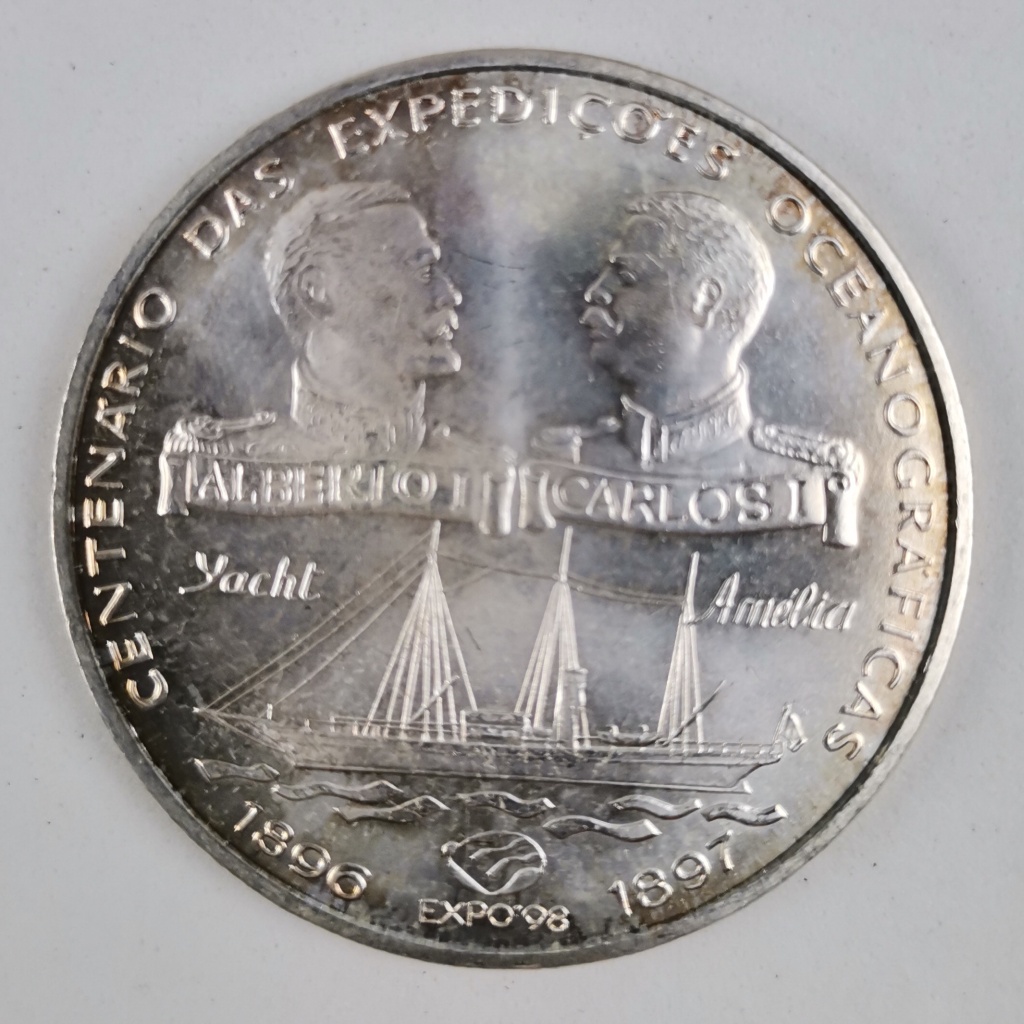 CENTENÁRIO DAS EXPEDIÇÕES OCEANOGRÁFICAS
ALBERTO I CARLOS I
Yacht Amélia
1896 1897
EXPO'98